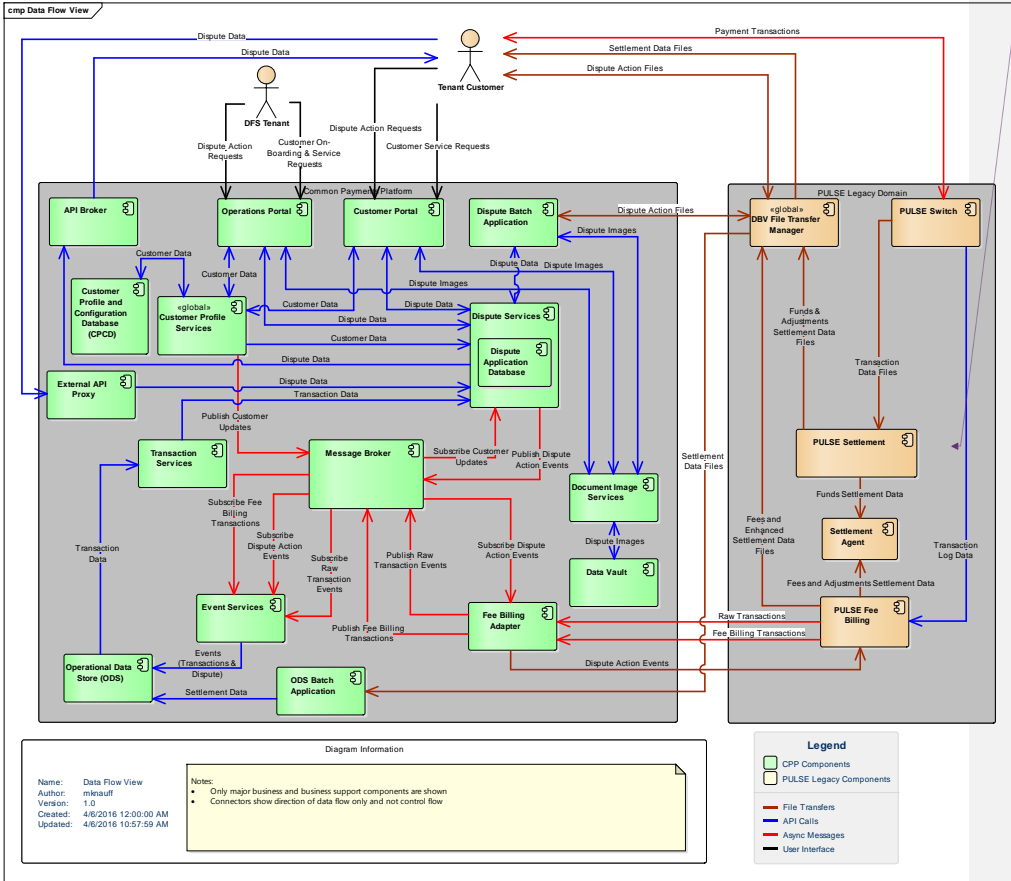 cmp Data Flow View
Dispute Data
Payment Transactions
Settlement Data Files
Dispute Data
Dispute Action Files
Tenant Customer
DFS Tenant
Dispute Action Requests
Dispute Action
Requests
Customer On-
Boarding & Service
Requests
Customer Service Requests
Common Payments Platform
PULSE Legacy Domain
API Broker
Operations Portal
Customer Portal
Dispute Batch
Application
Dispute Action Files
«global»
DBV File Transfer
Manager
PULSE Switch
Dispute Images
Customer Data
Customer Data
Dispute Data
Dispute Images
Dispute Images
Customer
Profile and
Configuration
Database
(CPCD)
«global»
Customer Profile
Services
Customer Data
Dispute Data
Dispute Services
Dispute Data
Customer Data
Dispute
Application
Database
Funds &
Adjustments
Settlement Data
Files
Dispute Data
Transaction
Data Files
External API
Proxy
Dispute Data
Transaction Data
Publish Customer
Updates
Transaction
Services
Message Broker
Subscribe Customer
Updates
Publish Dispute
Action Events
Settlement
Data Files
PULSE Settlement
Document Image
Services
Subscribe Fee
Billing
Transactions
Funds Settlement Data
Subscribe
Dispute Action
Events
Subscribe
Raw
Transaction
Events
Publish Raw
Transaction Events
Subscribe Dispute
Action Events
Dispute Images
Fees and
Enhanced
Settlement Data
Files
Settlement
Agent
Transaction
Log Data
Transaction
Data
Data Vault
Fees and Adjustments Settlement Data
Event Services
Publish Fee Billing
Transactions
Fee Billing
Adapter
Raw Transactions
Fee Billing Transactions
PULSE Fee
Billing
Events
(Transactions &
Dispute)
Dispute Action Events
Operational Data
Store (ODS)
Settlement Data
ODS Batch
Application
Diagram Information
Name: Data Flow View
Author: mknauff
Version: 1.0
Created: 4/6/2016 12:00:00 AM
Updated: 4/6/2016 10:57:59 AM
Notes:
• Only major business and business support components are shown
• Connectors show direction of data flow only and not control flow
Legend
CPP Components
PULSE Legacy Components
File Transfers
API Calls
Async Messages
User Interface